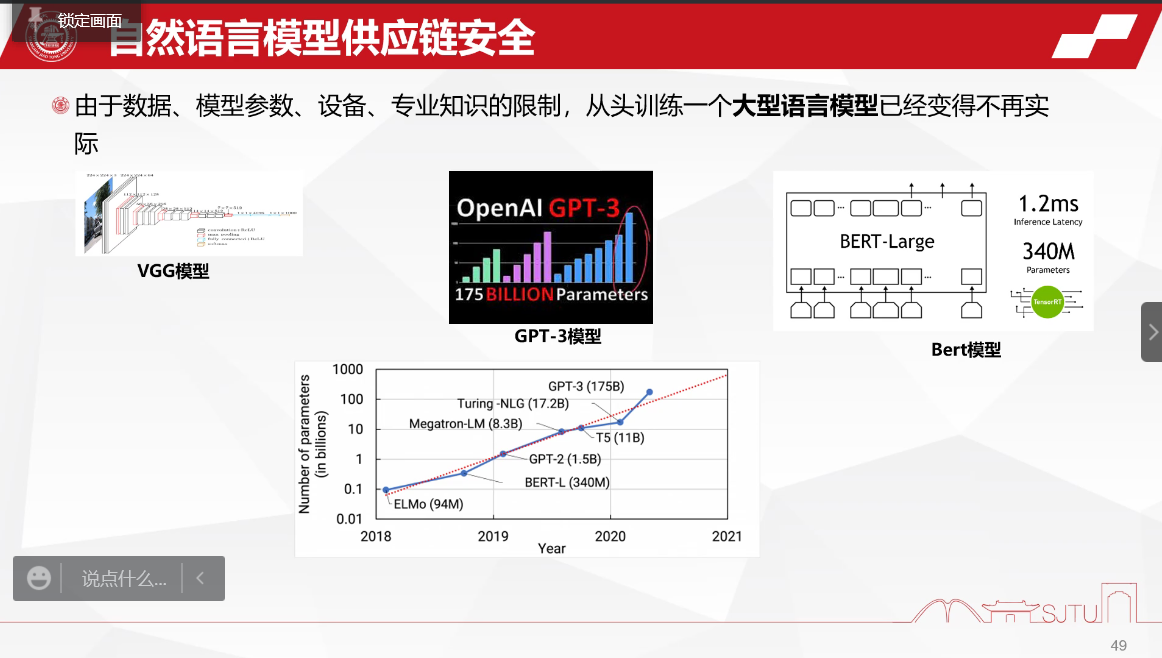 锁定画面
自然语言模型供应链安全
由于数据、模型参数、设备、专业知识的限制，从头训练一个大型语言模型已经变得不再实
际
VGG模型
OpenAI GPT-3
175 BILLION Parameters
GPT-3模型
BERT-Large
1.2ms
Inference Latency
340M
Parameters
TensorRT
Bert模型
Number of parameters
(in billions)
1000
100
10
1
0.1
0.01
GPT-3 (175B)
Turing -NLG (17.2B)
Megatron-LM (8.3B)
T5 (11B)
GPT-2 (1.5B)
BERT-L (340M)
ELMo (94M)
2018
2019
2020
2021
Year
说点什么...
SJTU
49